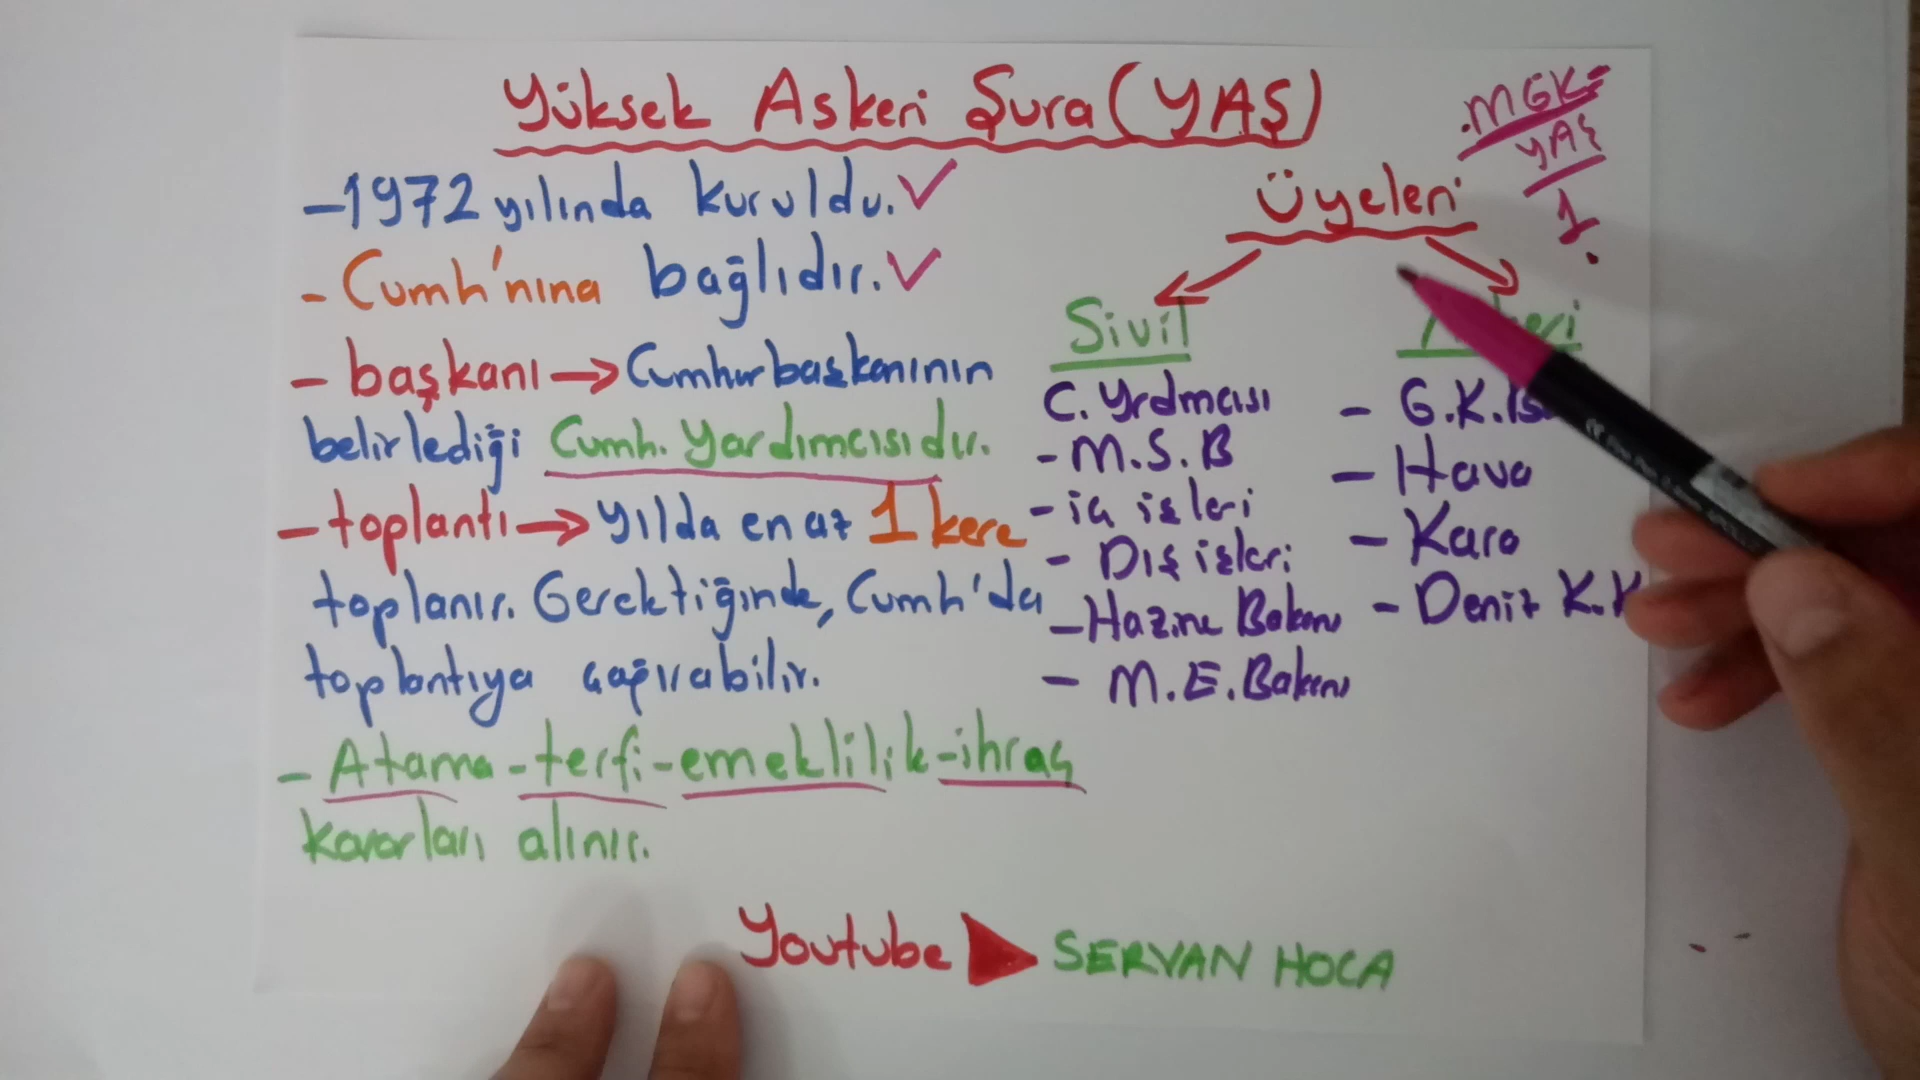 Yüksek Askeri Şura (YAŞ)
-1972 yılında kuruldu. ✓
- Cumh'nına bağlıdır. ✓
- başkanı → Cumhurbaşkanının
belirlediği Cumh. Yardımcısıdır.
- toplantı → yılda en az 1 kere
toplanır. Gerektiğinde, Cumh'da
toplantıya çağırabilir.
- Atama - terfi - emeklilik - ihraç
kararları alınır.
MGK
YAŞ
1.
Üyeleri
Sivil
C. Yrdmcısı
- M.S.B
- iç işleri
- Dış işleri
- Hazine Bakanı
- M.E. Bakanı
- G.K.
- Hava
- Kara
- Deniz K.K
Youtube ▶ SERVAN HOCA